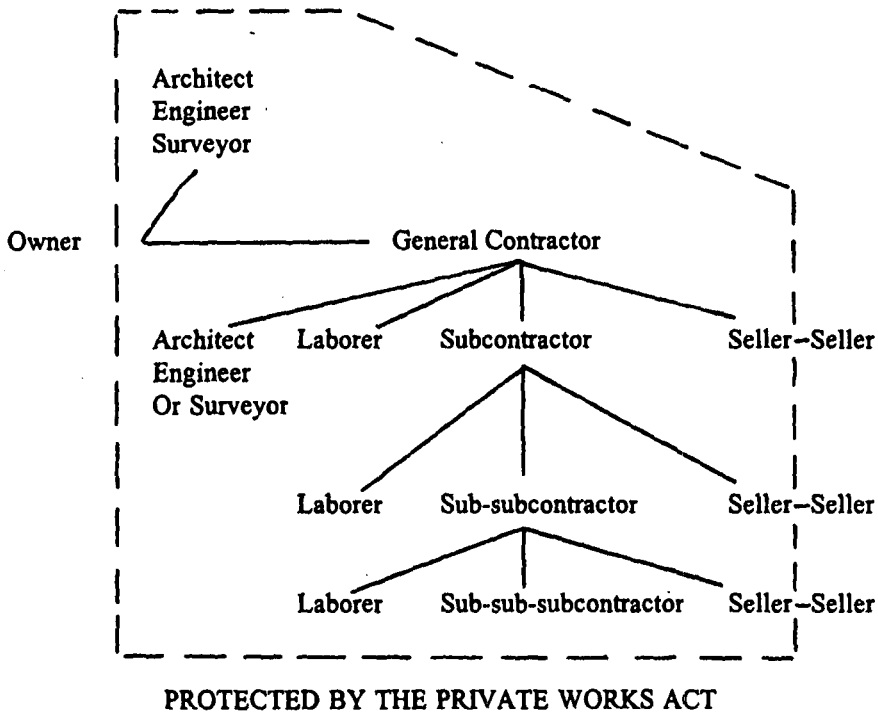 Architect
Engineer
Surveyor
Owner
General Contractor
Architect Laborer Subcontractor Seller–Seller
Engineer
Or Surveyor
Laborer Sub-subcontractor Seller–Seller
Laborer Sub-sub-subcontractor Seller–Seller
PROTECTED BY THE PRIVATE WORKS ACT